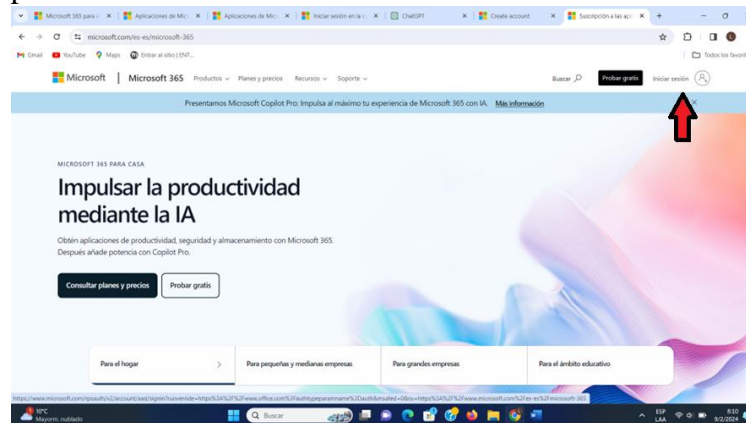 Microsoft 365 para
Aplicaciones de Mic
Aplicaciones de Mic
Iniciar sesión en la c
ChatGPT
Create account
Suscripción a las apl
microsoft.com/es-es/microsoft-365
Gmail YouTube Maps Entrar al sitio | ENT... Todos los favorit
Microsoft | Microsoft 365 Productos Planes y precios Recursos Soporte Buscar Probar gratis Iniciar sesión
Presentamos Microsoft Copilot Pro: Impulsa al máximo tu experiencia de Microsoft 365 con IA. Más información
MICROSOFT 365 PARA CASA
Impulsar la productividad
mediante la IA
Obtén aplicaciones de productividad, seguridad y almacenamiento con Microsoft 365.
Después añade potencia con Copilot Pro.
Consultar planes y precios Probar gratis
Para el hogar Para pequeñas y medianas empresas Para grandes empresas Para el ámbito educativo
10°C
Mayorm. nublado
Buscar
ESP
LAA
8:10
9/2/2024